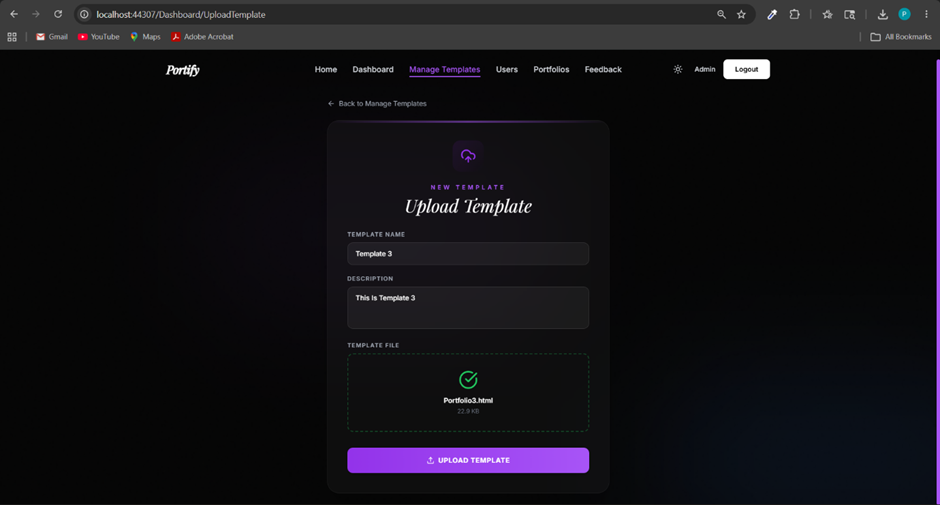 localhost:44307/Dashboard/UploadTemplate
P
Gmail YouTube Maps Adobe Acrobat All Bookmarks
Portify Home Dashboard Manage Templates Users Portfolios Feedback Admin Logout
Back to Manage Templates
NEW TEMPLATE
Upload Template
TEMPLATE NAME
Template 3
DESCRIPTION
This is Template 3
TEMPLATE FILE
Portfolio3.html
22.9 KB
UPLOAD TEMPLATE